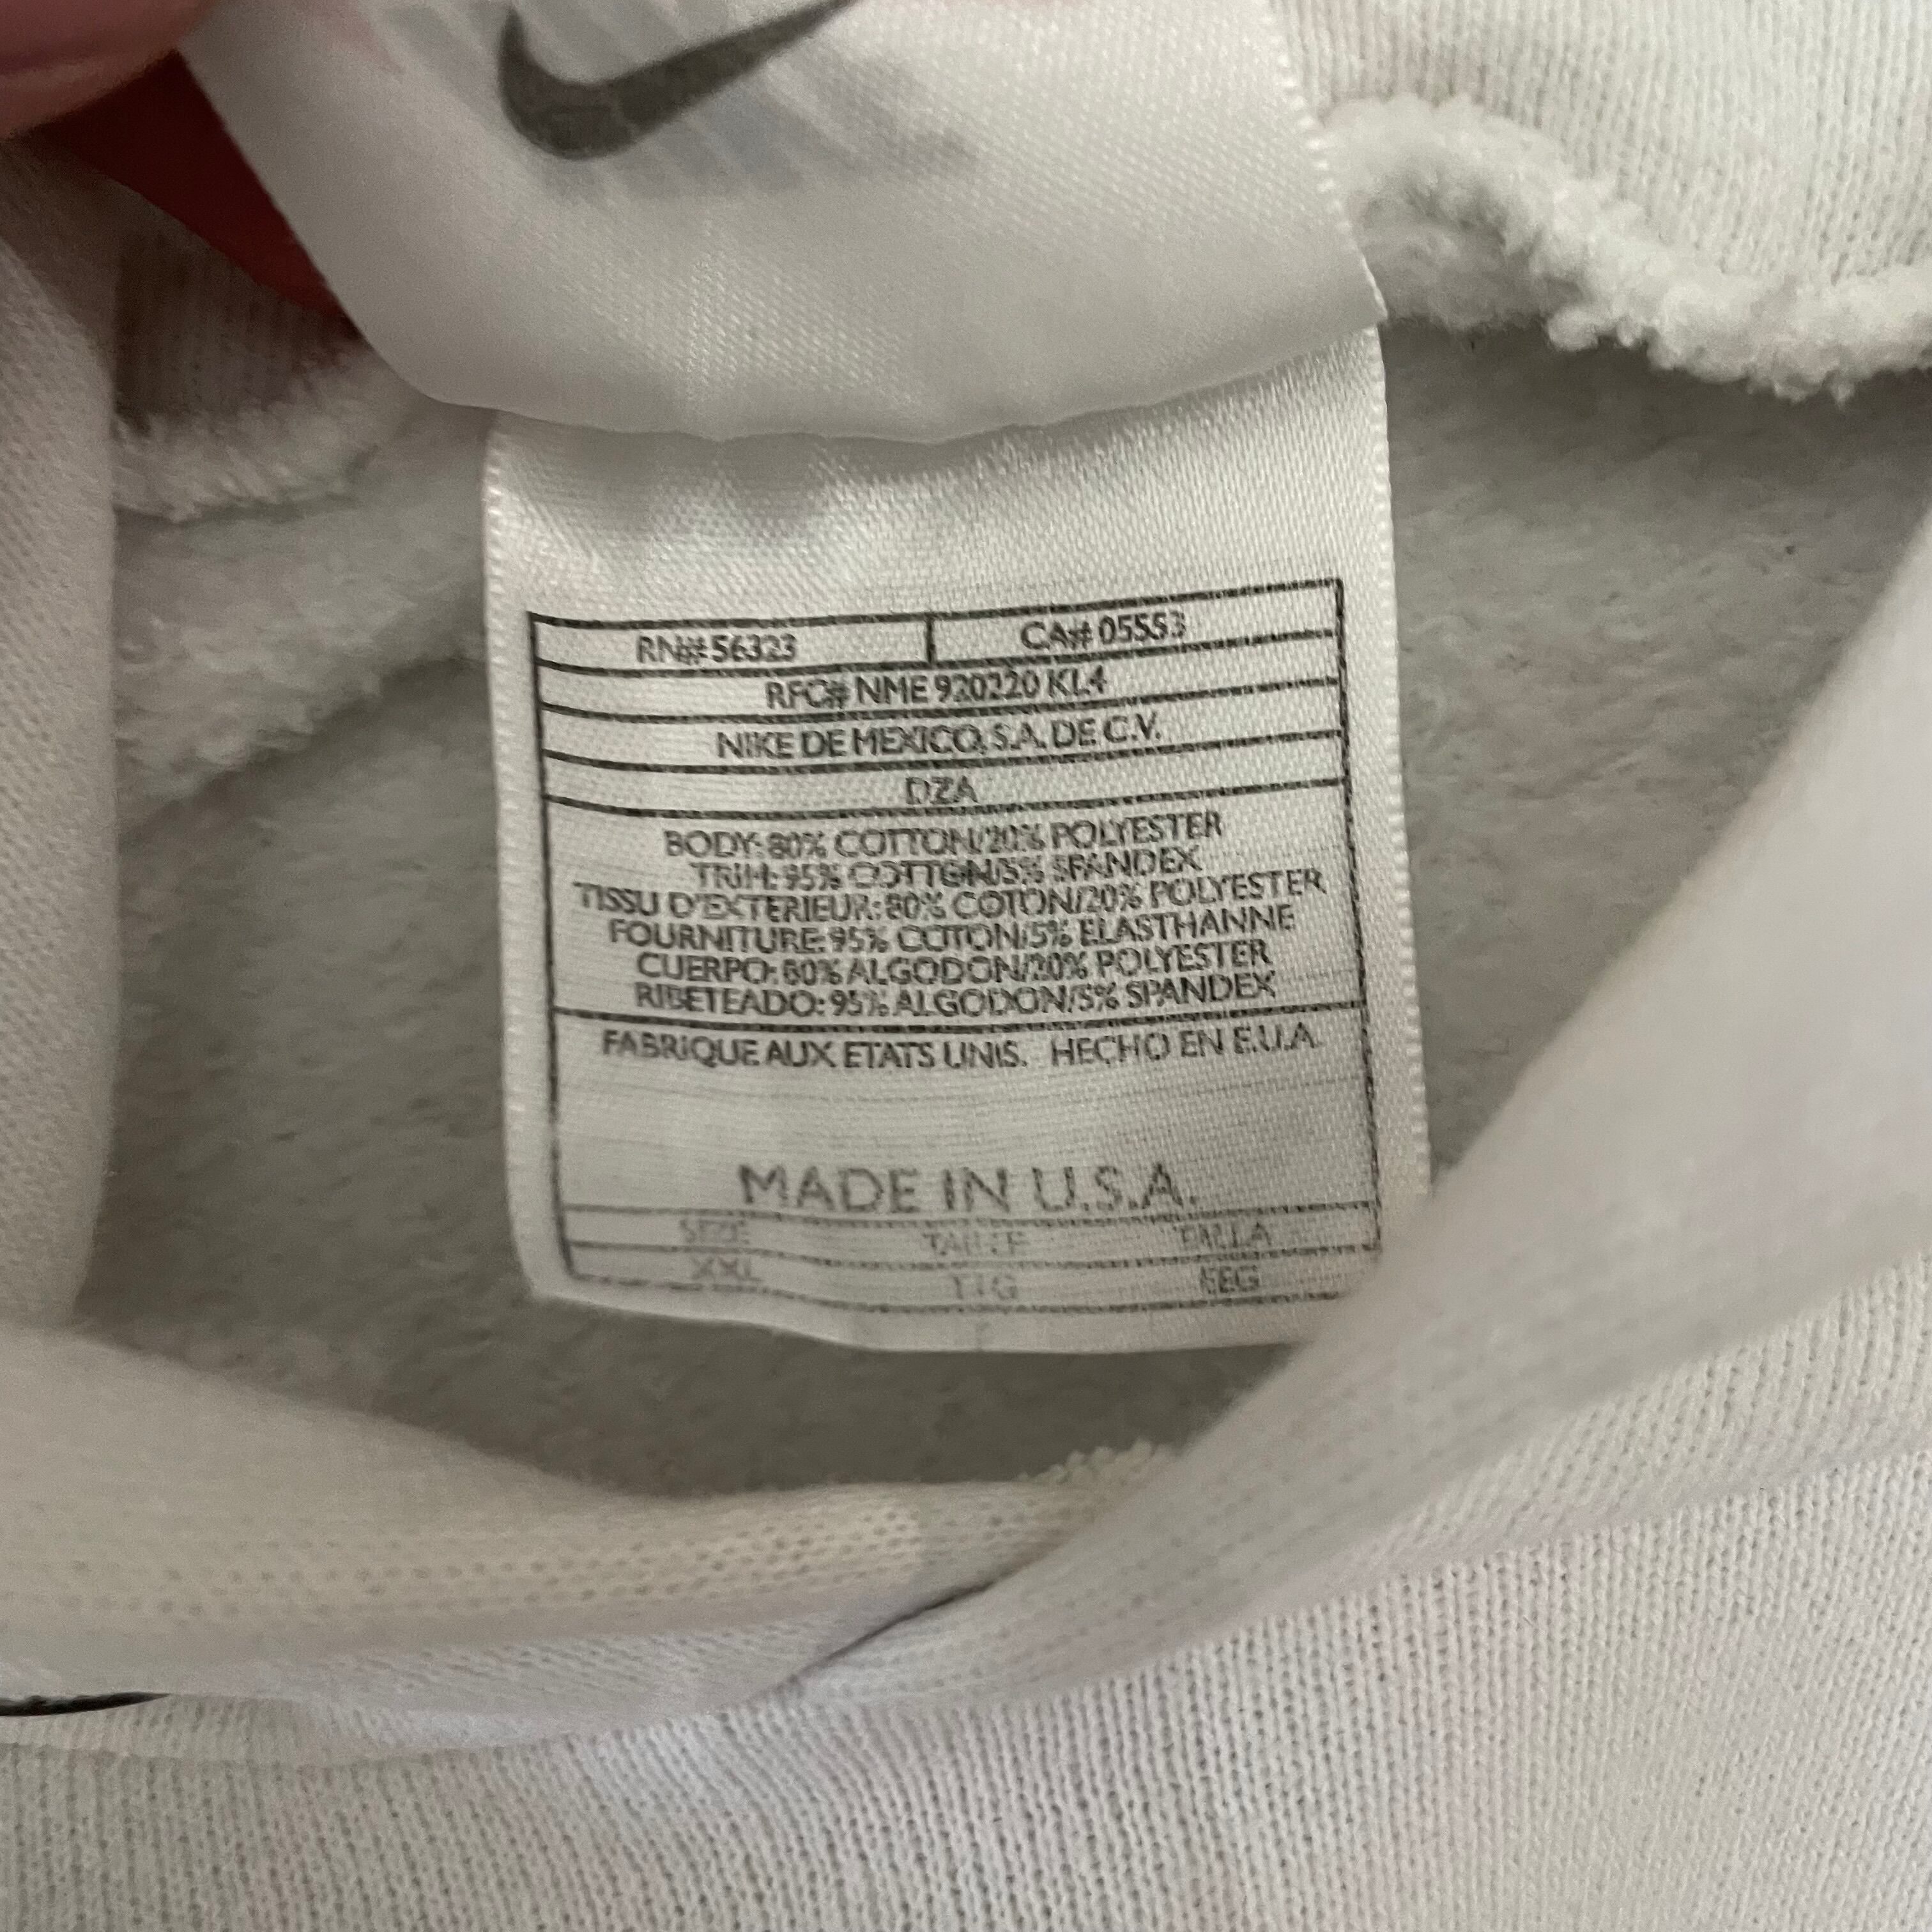 RN# 56323 CA# 05553
RFC# NME 920220 KL4
NIKE DE MEXICO, S.A. DE C.V.
DZA
BODY: 80% COTTON/20% POLYESTER
TRIM: 95% COTTON/5% SPANDEX
TISSU D'EXTERIEUR: 80% COTON/20% POLYESTER
FOURNITURE: 95% COTON/5% ELASTHANNE
CUERPO: 80% ALGODON/20% POLYESTER
RIBETEADO: 95% ALGODON/5% SPANDEX
FABRIQUE AUX ETATS UNIS. HECHO EN E.U.A.
MADE IN U.S.A.
SIZE TAILLE TALLA
XXL TTG EEG